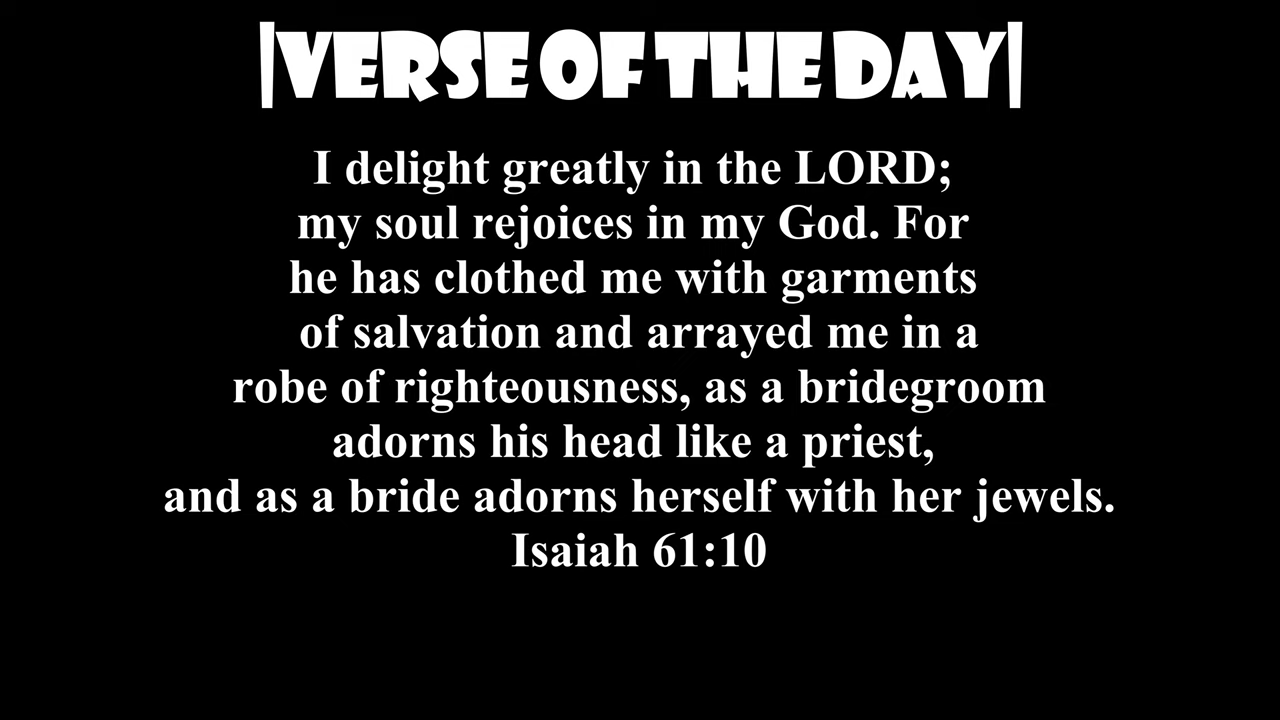 |VERSE OF THE DAY|
I delight greatly in the LORD;
my soul rejoices in my God. For
he has clothed me with garments
of salvation and arrayed me in a
robe of righteousness, as a bridegroom
adorns his head like a priest,
and as a bride adorns herself with her jewels.
Isaiah 61:10